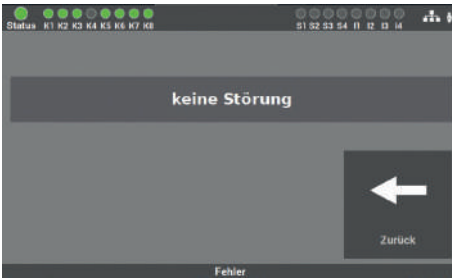 Status K1 K2 K3 K4 K5 K6 K7 K8 S1 S2 S3 S4 I1 I2 I3 I4
keine Störung
Zurück
Fehler